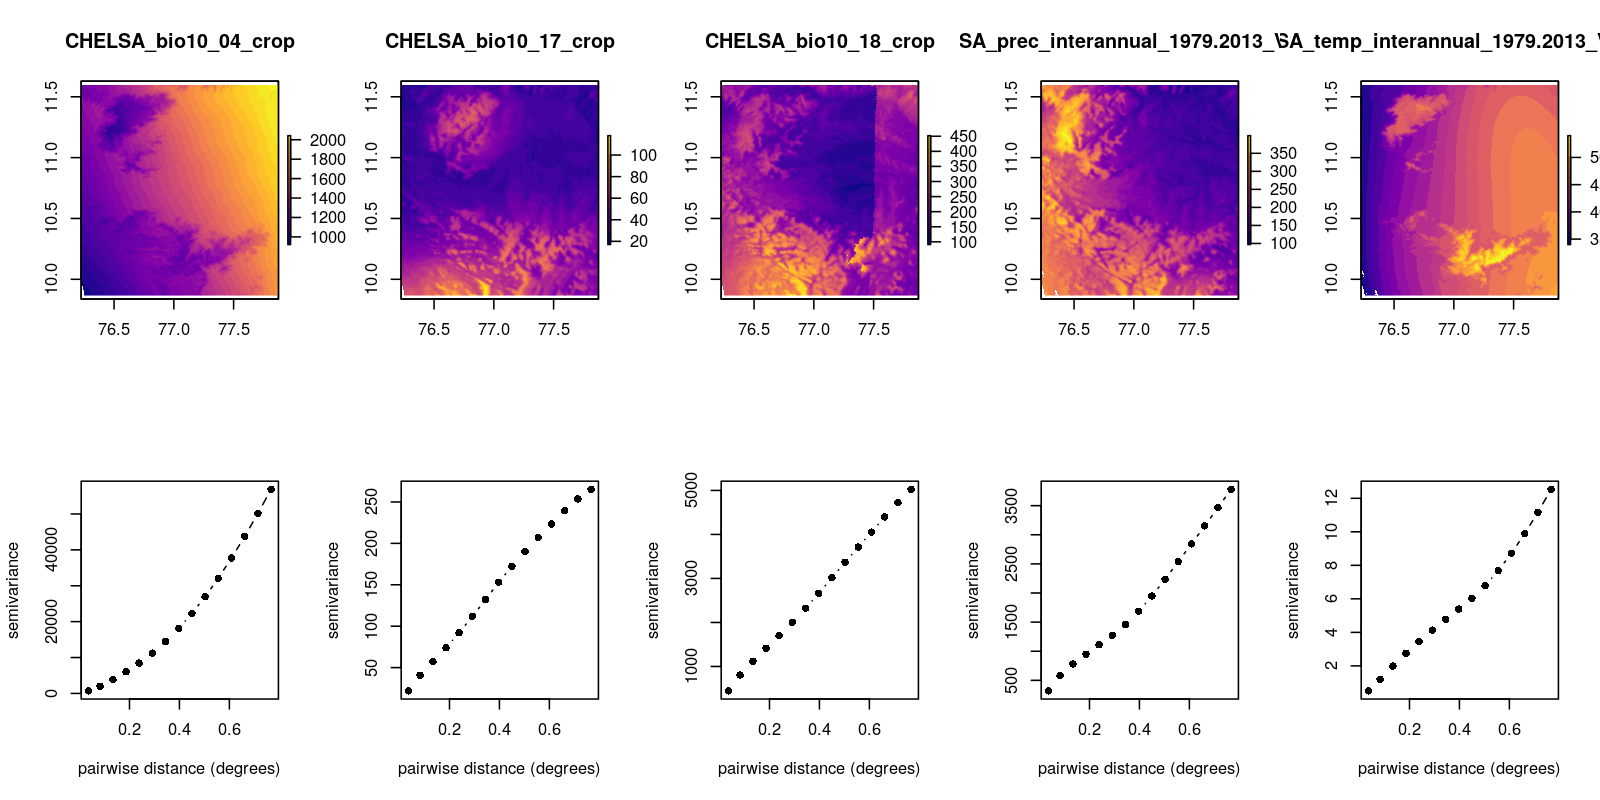 CHELSA_bio10_04_crop
11.5
11.0
10.5
10.0
76.5 77.0 77.5
2000
1800
1600
1400
1200
1000
CHELSA_bio10_17_crop
11.5
11.0
10.5
10.0
76.5 77.0 77.5
100
80
60
40
20
CHELSA_bio10_18_crop
11.5
11.0
10.5
10.0
76.5 77.0 77.5
450
400
350
300
250
200
150
100
SA_prec_interannual_1979.2013_V
11.5
11.0
10.5
10.0
76.5 77.0 77.5
350
300
250
200
150
100
SA_temp_interannual_1979.2013_V
11.5
11.0
10.5
10.0
76.5 77.0 77.5
semivariance
0
20000
40000
0.2 0.4 0.6
pairwise distance (degrees)
semivariance
50
100
150
200
250
0.2 0.4 0.6
pairwise distance (degrees)
semivariance
1000
3000
5000
0.2 0.4 0.6
pairwise distance (degrees)
semivariance
500
1500
2500
3500
0.2 0.4 0.6
pairwise distance (degrees)
semivariance
2
4
6
8
10
12
0.2 0.4 0.6
pairwise distance (degrees)